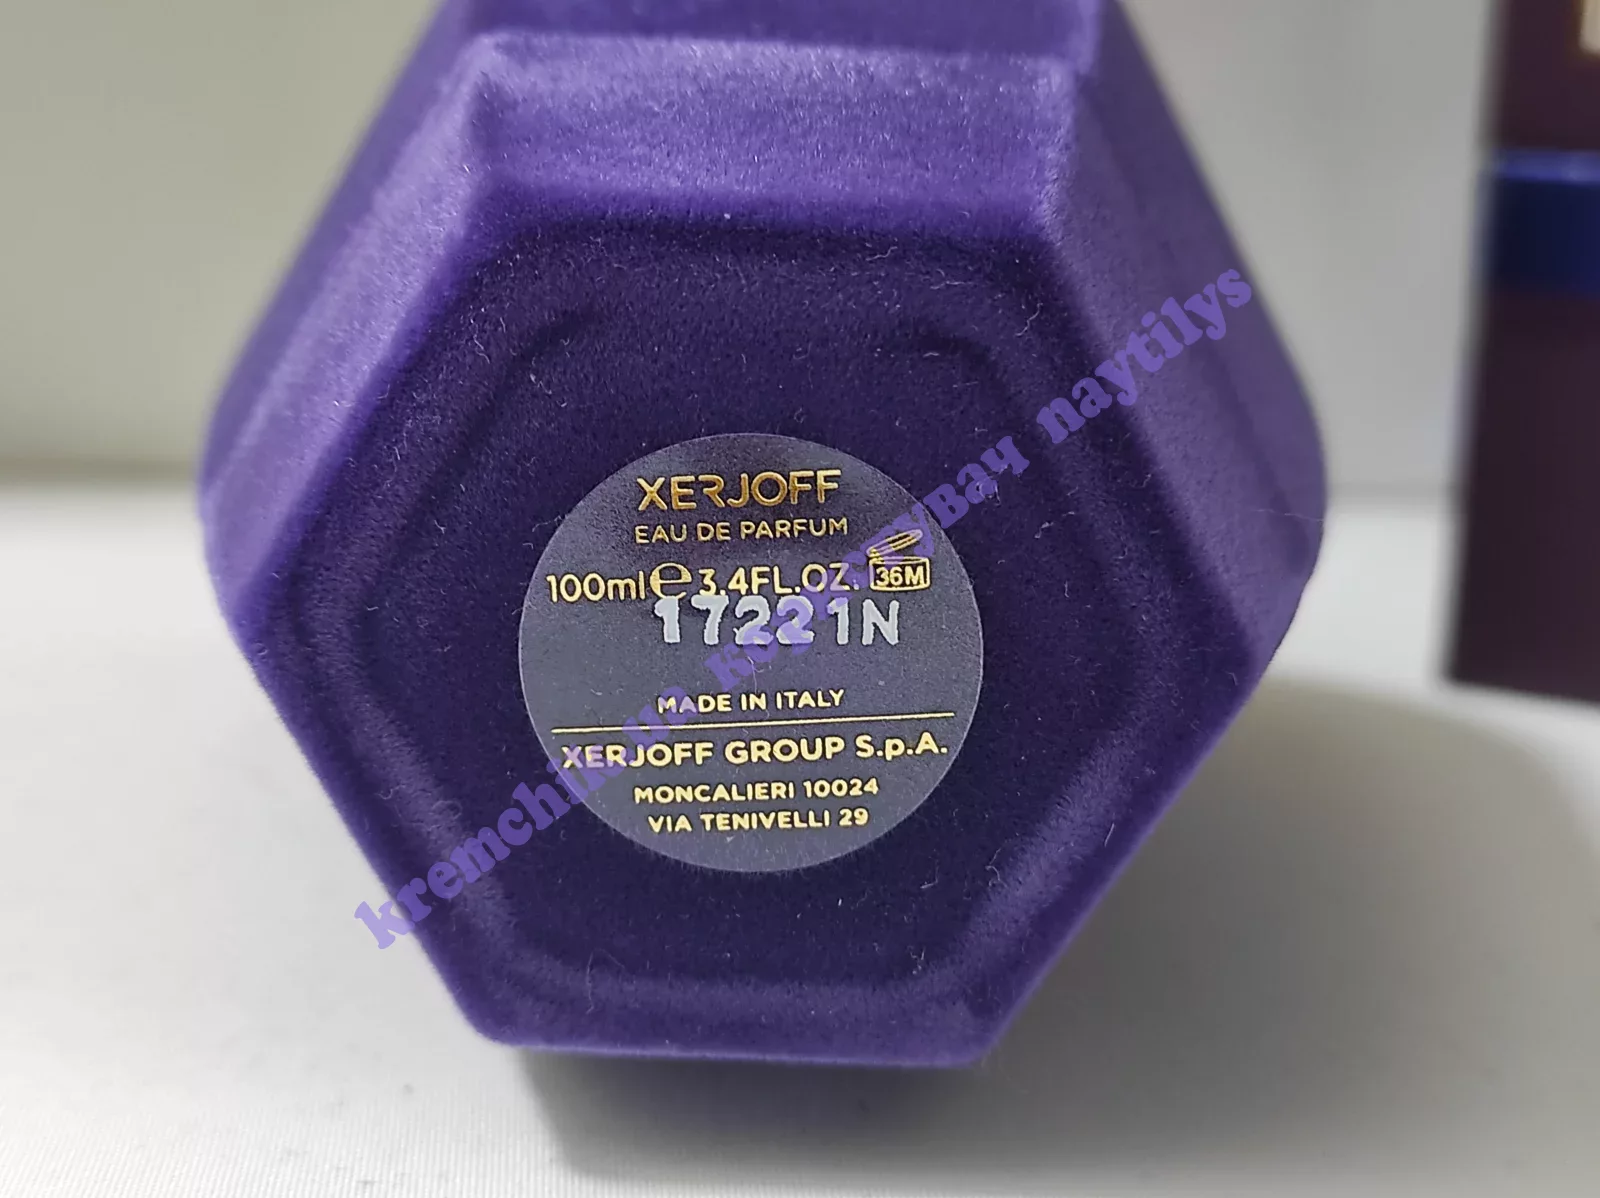 XERJOFF
EAU DE PARFUM
100ml ℮ 3.4FL.OZ. 36M
17221N
MADE IN ITALY
XERJOFF GROUP S.p.A.
MONCALIERI 10024
VIA TENIVELLI 29
naytilys